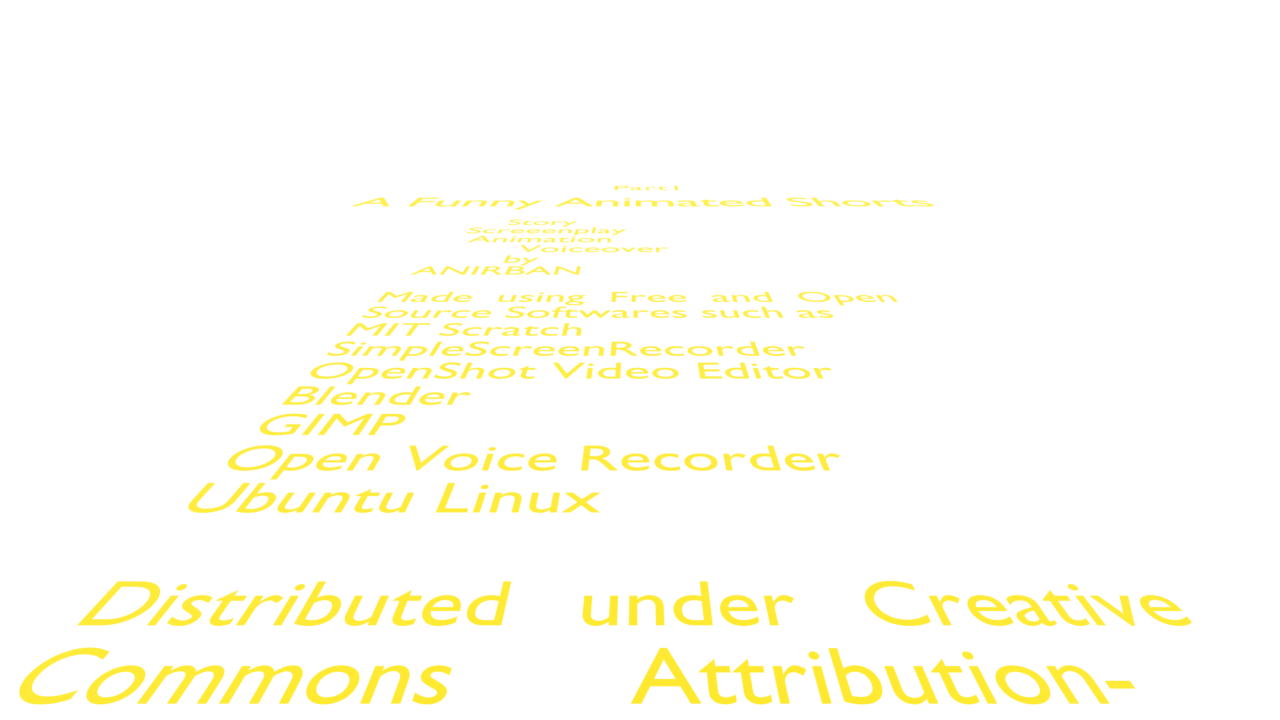 Part1
A Funny Animated Shorts
Story
Screeenplay
Animation
Voiceover
by
ANIRBAN
Made using Free and Open
Source Softwares such as
MIT Scratch
SimpleScreenRecorder
OpenShot Video Editor
Blender
GIMP
Open Voice Recorder
Ubuntu Linux
Distributed under Creative
Commons Attribution-